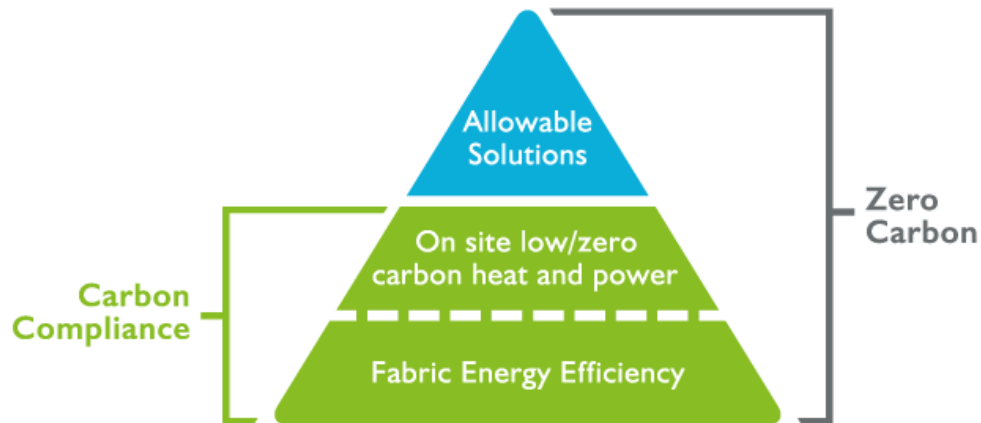 Allowable
Solutions
On site low/zero
carbon heat and power
Fabric Energy Efficiency
Carbon
Compliance
Zero
Carbon